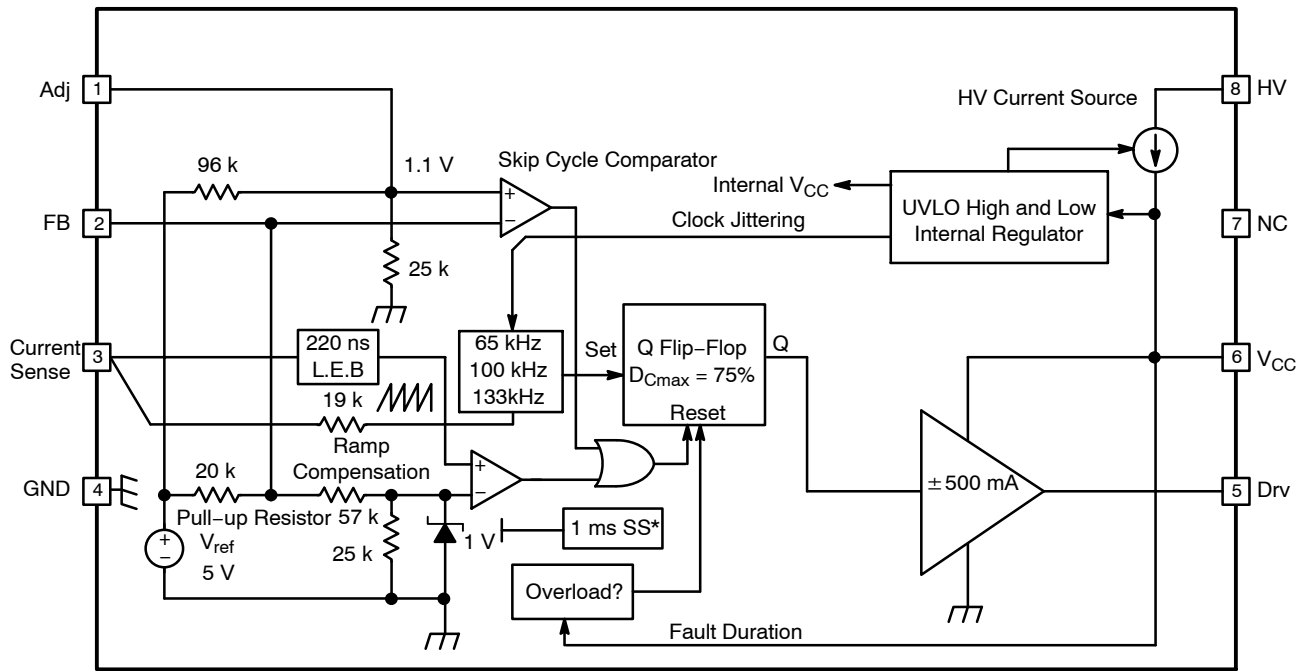 Adj
1
8
HV
HV Current Source
96 k
1.1 V
Skip Cycle Comparator
+
−
Internal VCC
UVLO High and Low
Internal Regulator
FB
2
7
NC
Clock Jittering
25 k
Current
Sense
3
220 ns
L.E.B
65 kHz
100 kHz
133kHz
Set
Q Flip−Flop
DCmax = 75%
Reset
Q
6
VCC
19 k
Ramp
Compensation
+
−
GND
4
20 k
Pull−up Resistor
57 k
± 500 mA
5
Drv
+
−
Vref
5 V
25 k
1 V
1 ms SS*
Overload?
Fault Duration